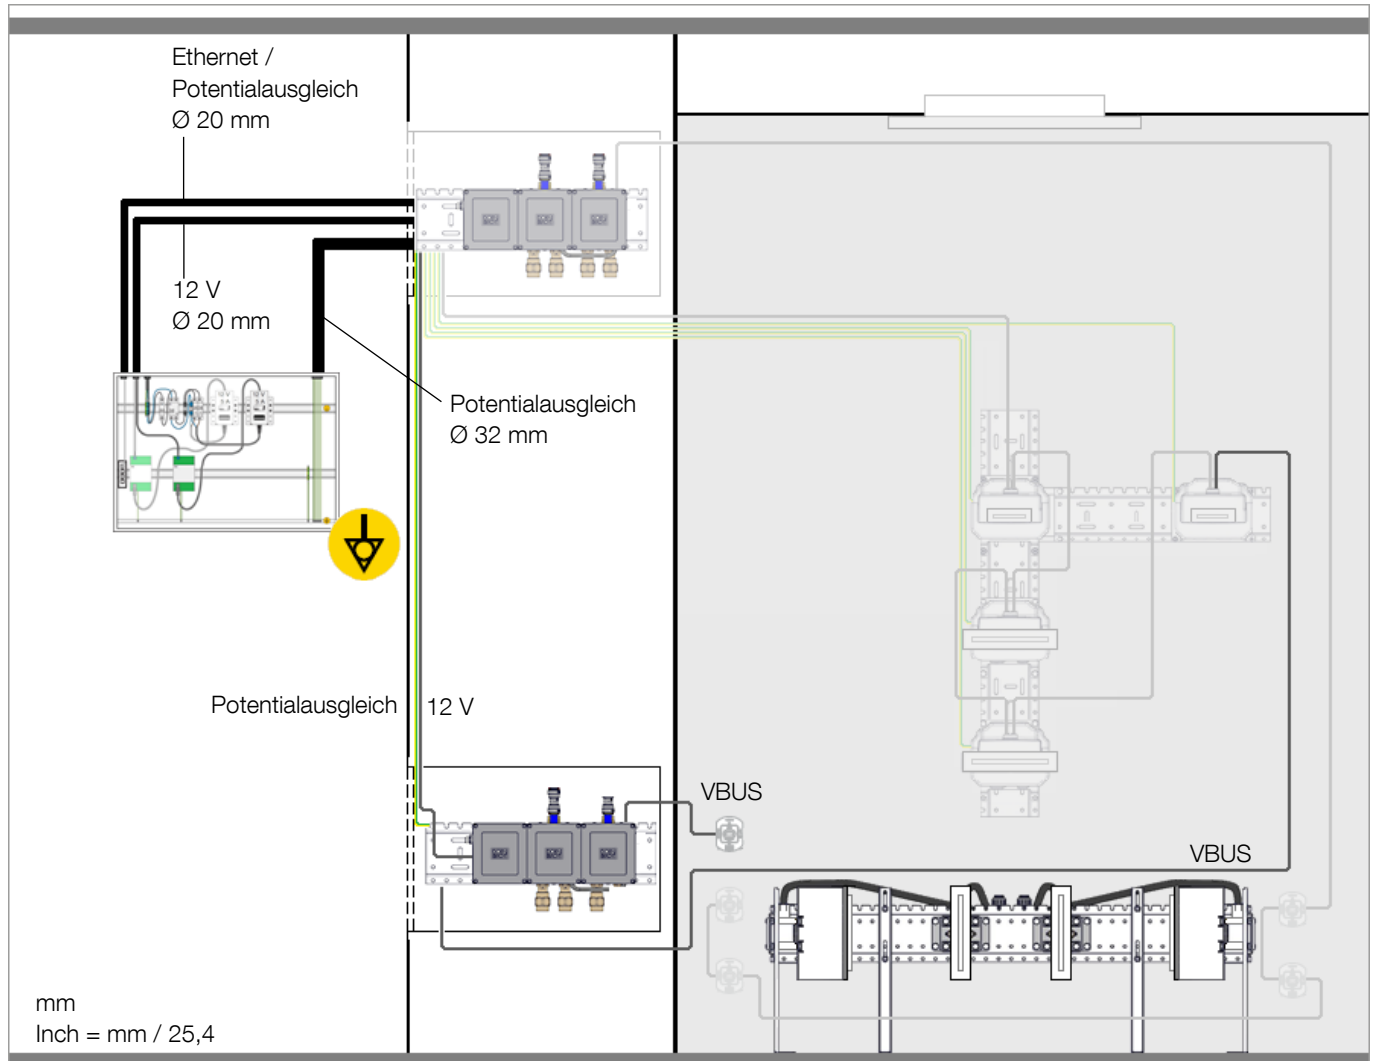 Ethernet /
Potentialausgleich
Ø 20 mm
12 V
Ø 20 mm
Potentialausgleich
Ø 32 mm
Potentialausgleich
12 V
VBUS
VBUS
mm
Inch = mm / 25,4